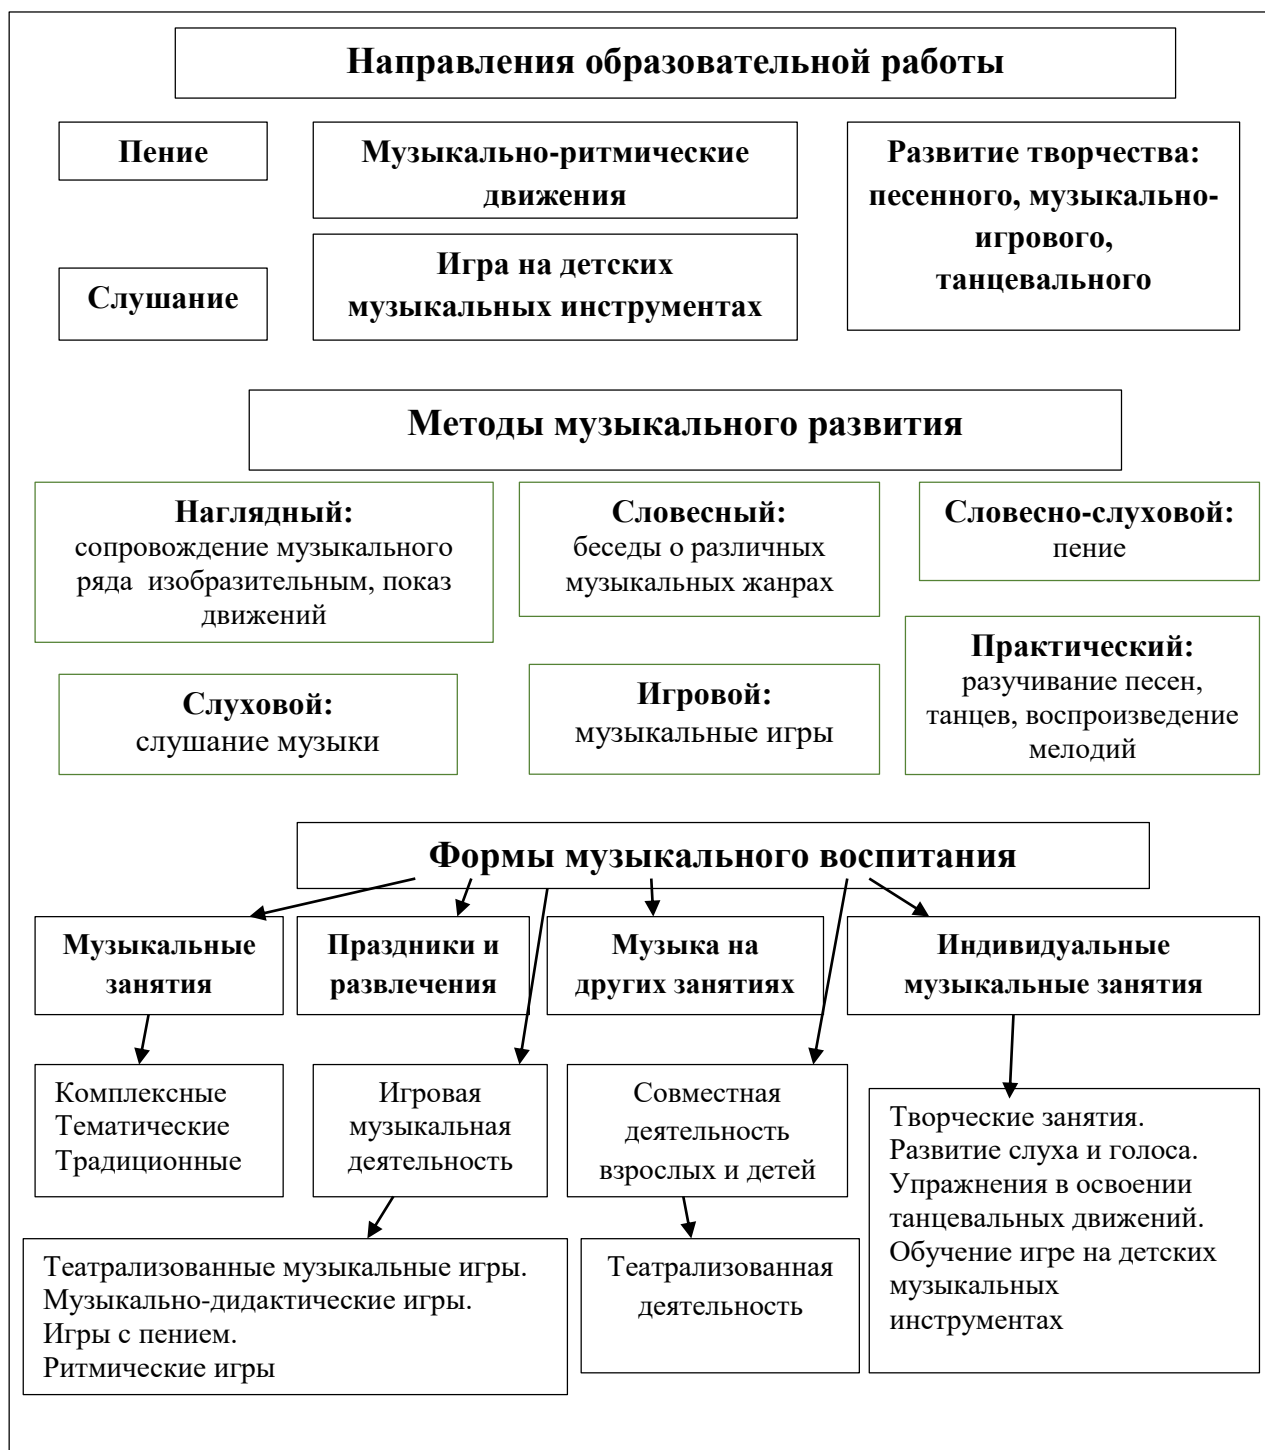 Направления образовательной работы
Пение
Музыкально-ритмические
движения
Развитие творчества:
песенного, музыкально-
игрового,
танцевального
Слушание
Игра на детских
музыкальных инструментах
Методы музыкального развития
Наглядный:
сопровождение музыкального
ряда  изобразительным, показ
движений
Словесный:
беседы о различных
музыкальных жанрах
Словесно-слуховой:
пение
Слуховой:
слушание музыки
Игровой:
музыкальные игры
Практический:
разучивание песен,
танцев, воспроизведение
мелодий
Формы музыкального воспитания
Музыкальные
занятия
Праздники и
развлечения
Музыка на
других занятиях
Индивидуальные
музыкальные занятия
Комплексные
Тематические
Традиционные
Игровая
музыкальная
деятельность
Совместная
деятельность
взрослых и детей
Творческие занятия.
Развитие слуха и голоса.
Упражнения в освоении
танцевальных движений.
Обучение игре на детских
музыкальных
инструментах
Театрализованные музыкальные игры.
Музыкально-дидактические игры.
Игры с пением.
Ритмические игры
Театрализованная
деятельность